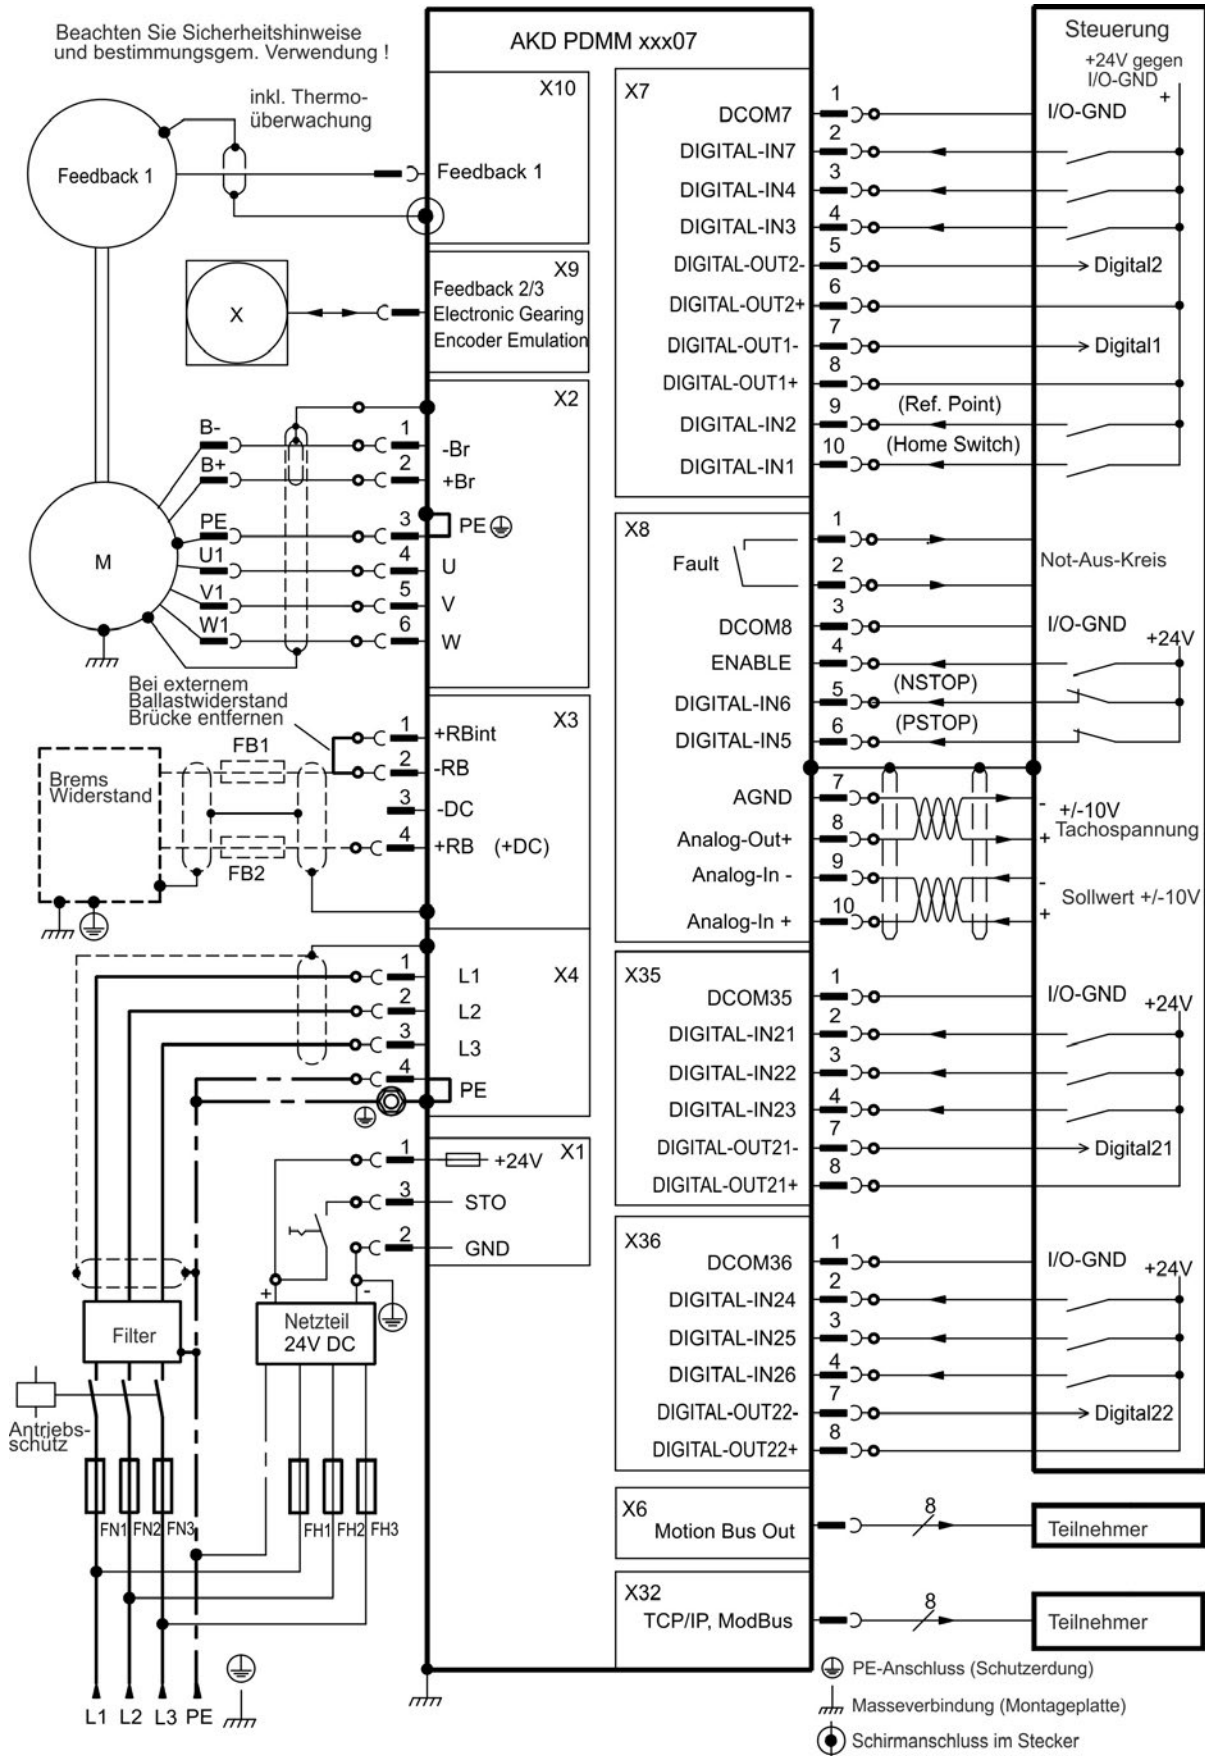 Beachten Sie Sicherheitshinweise
und bestimmungsgem. Verwendung !
AKD PDMM xxx07
Steuerung
+24V gegen
I/O-GND
+
inkl. Thermo-
überwachung
Feedback 1
X10
Feedback 1
X
X9
Feedback 2/3
Electronic Gearing
Encoder Emulation
X2
B-
1
-Br
B+
2
+Br
PE
3
PE
U1
4
U
V1
5
V
W1
6
W
M
Bei externem
Ballastwiderstand
Brücke entfernen
X3
1
+RBint
FB1
2
-RB
Brems
Widerstand
3
-DC
4
+RB (+DC)
FB2
X4
1
L1
2
L2
3
L3
4
PE
X1
1
+24V
3
STO
2
GND
+
-
Netzteil
24V DC
Filter
Antriebs-
schütz
FN1
FN2
FN3
FH1
FH2
FH3
L1
L2
L3
PE
X7
DCOM7
1
I/O-GND
DIGITAL-IN7
2
DIGITAL-IN4
3
DIGITAL-IN3
4
DIGITAL-OUT2-
5
Digital2
DIGITAL-OUT2+
6
DIGITAL-OUT1-
7
Digital1
DIGITAL-OUT1+
8
DIGITAL-IN2
9
(Ref. Point)
DIGITAL-IN1
10
(Home Switch)
X8
Fault
1
2
Not-Aus-Kreis
DCOM8
3
I/O-GND
+24V
ENABLE
4
DIGITAL-IN6
5
(NSTOP)
DIGITAL-IN5
6
(PSTOP)
AGND
7
-
+/-10V
Tachospannung
Analog-Out+
8
+
Analog-In -
9
-
Sollwert +/-10V
Analog-In +
10
+
X35
DCOM35
1
I/O-GND
+24V
DIGITAL-IN21
2
DIGITAL-IN22
3
DIGITAL-IN23
4
DIGITAL-OUT21-
7
Digital21
DIGITAL-OUT21+
8
X36
DCOM36
1
I/O-GND
+24V
DIGITAL-IN24
2
DIGITAL-IN25
3
DIGITAL-IN26
4
DIGITAL-OUT22-
7
Digital22
DIGITAL-OUT22+
8
X6
Motion Bus Out
8
Teilnehmer
X32
TCP/IP, ModBus
8
Teilnehmer
PE-Anschluss (Schutzerdung)
Masseverbindung (Montageplatte)
Schirmanschluss im Stecker